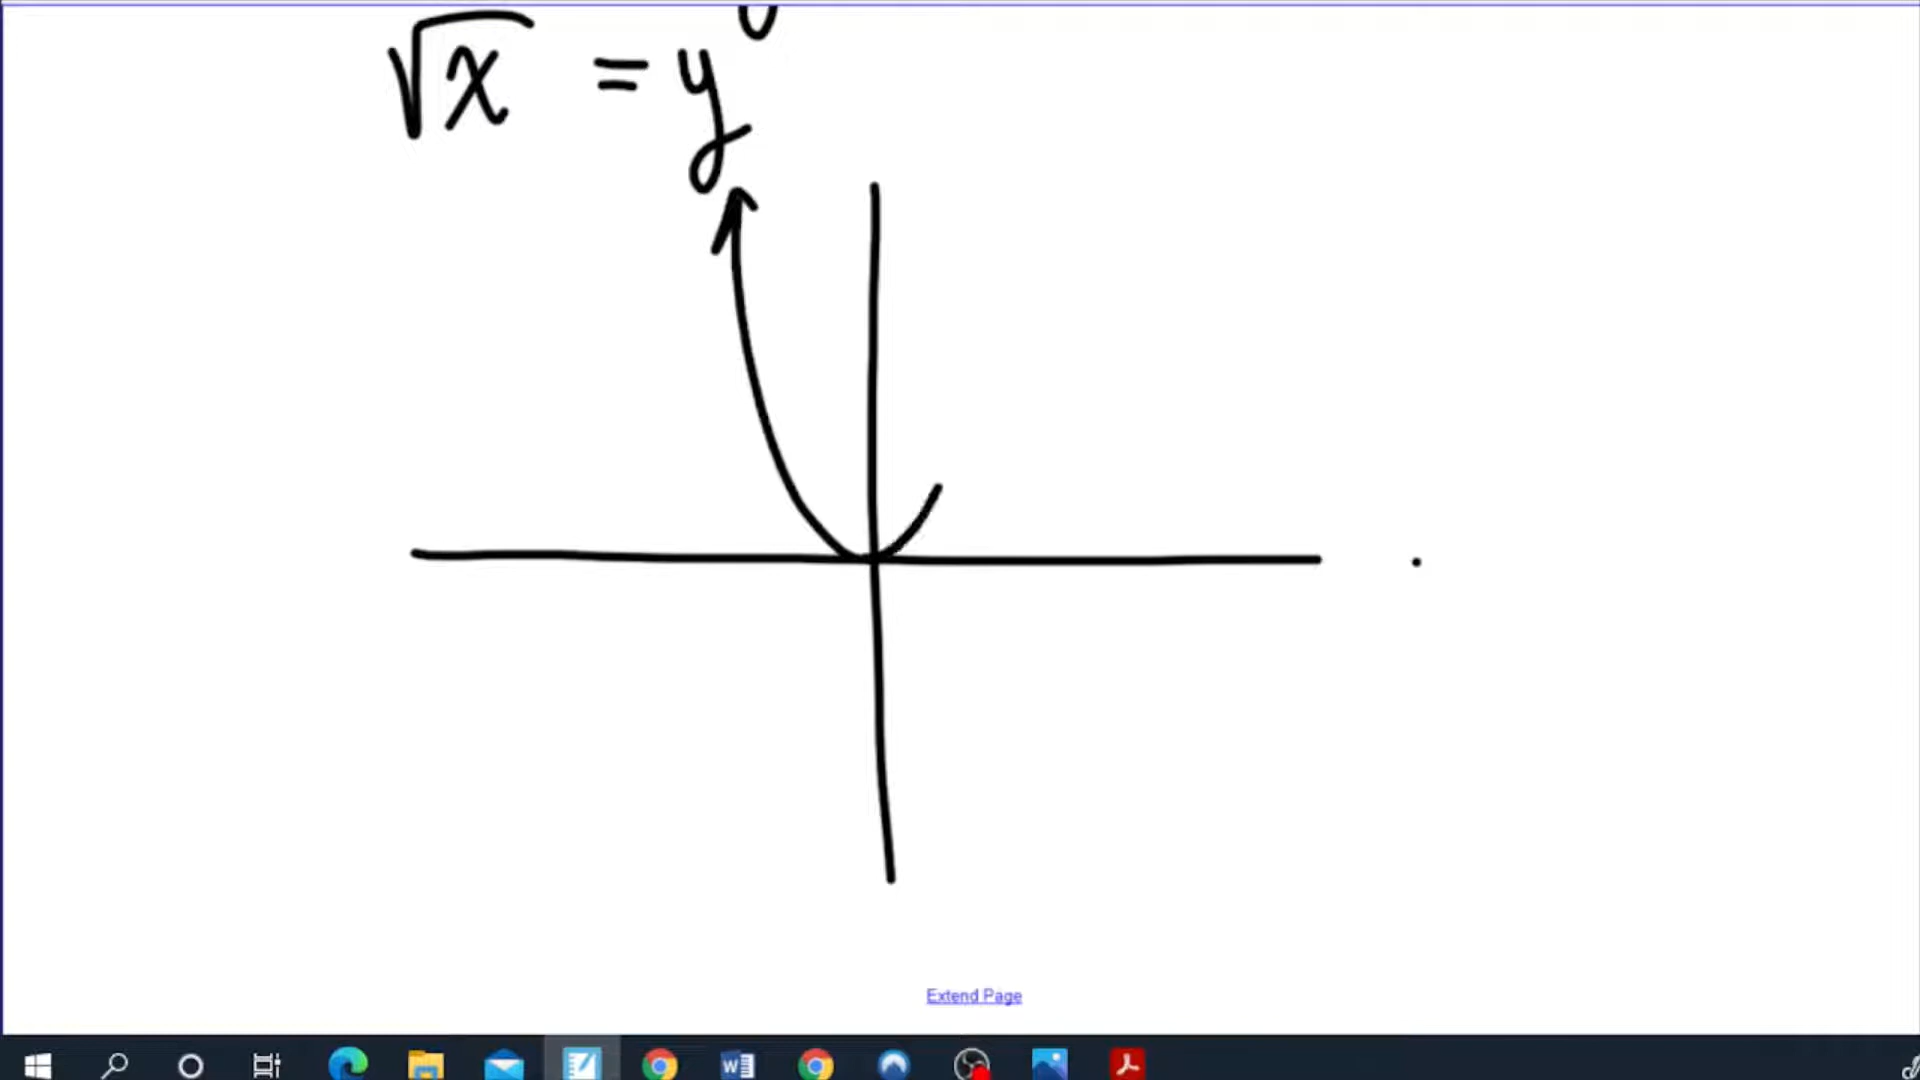 √x = y
Extend Page